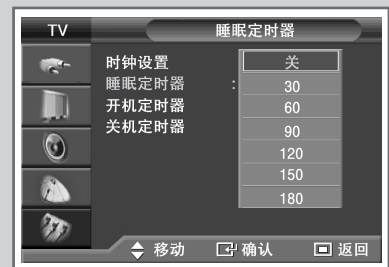 TV 睡眠定时器
时钟设置 关
睡眠定时器 : 30
开机定时器 60
关机定时器 90
120
150
180
移动 确认 返回